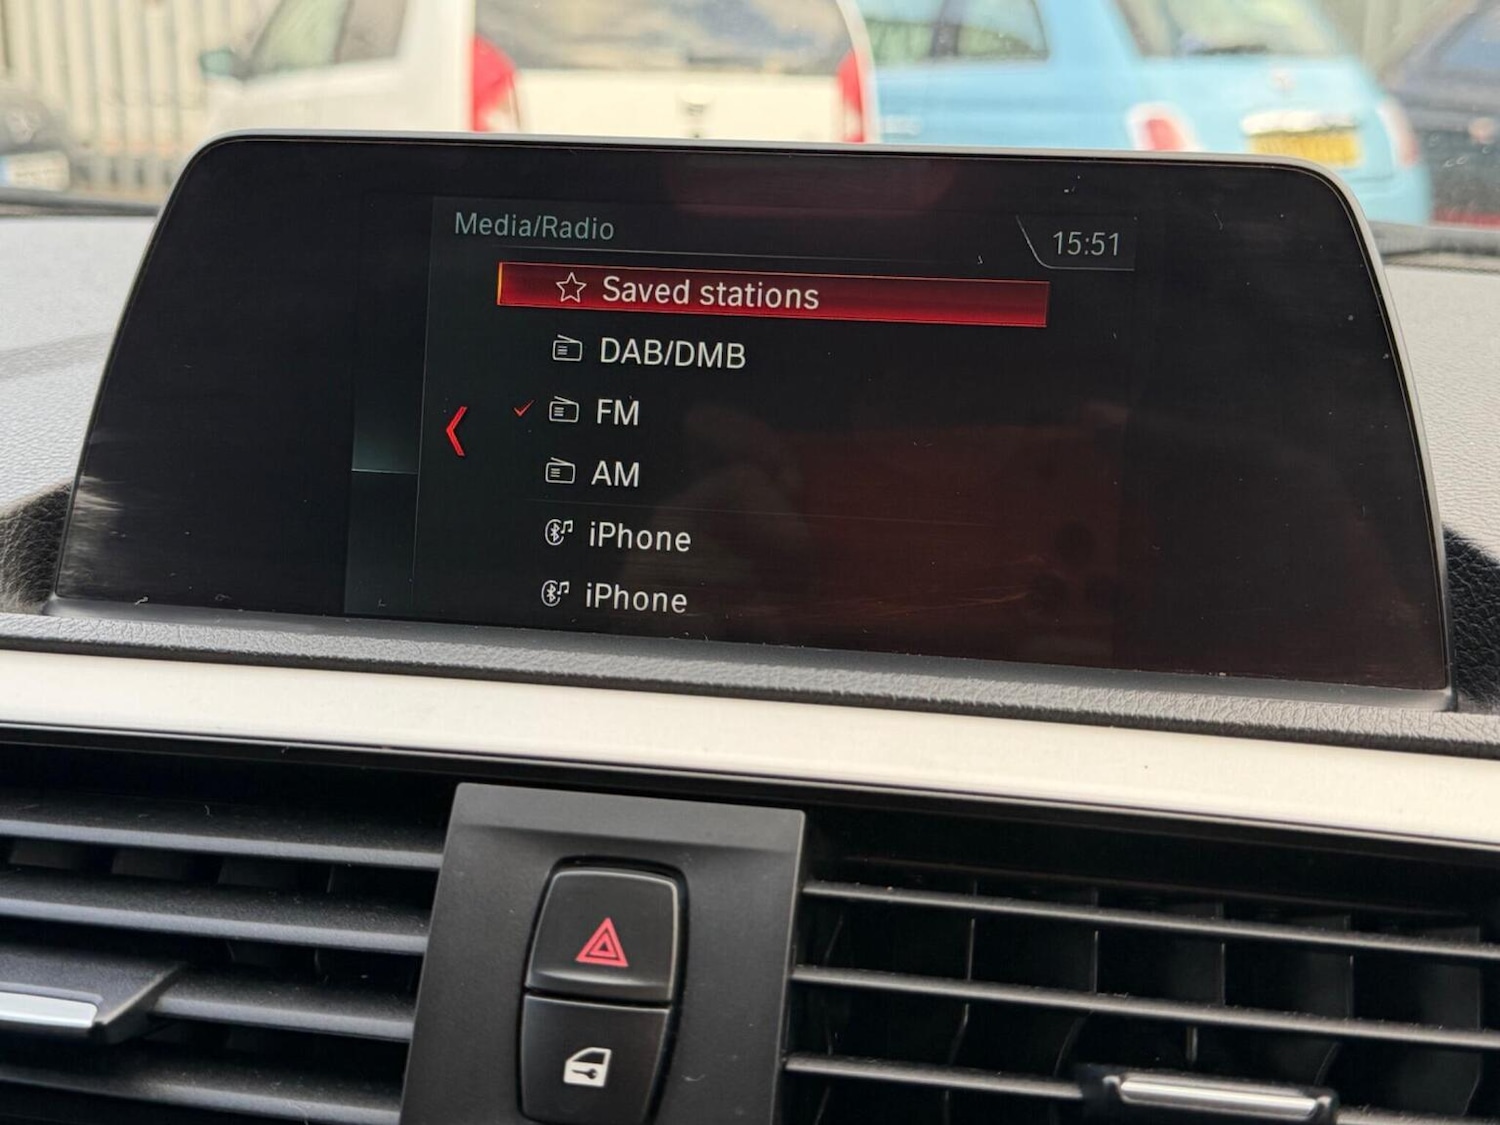 Media/Radio
15:51
Saved stations
DAB/DMB
FM
AM
iPhone
iPhone